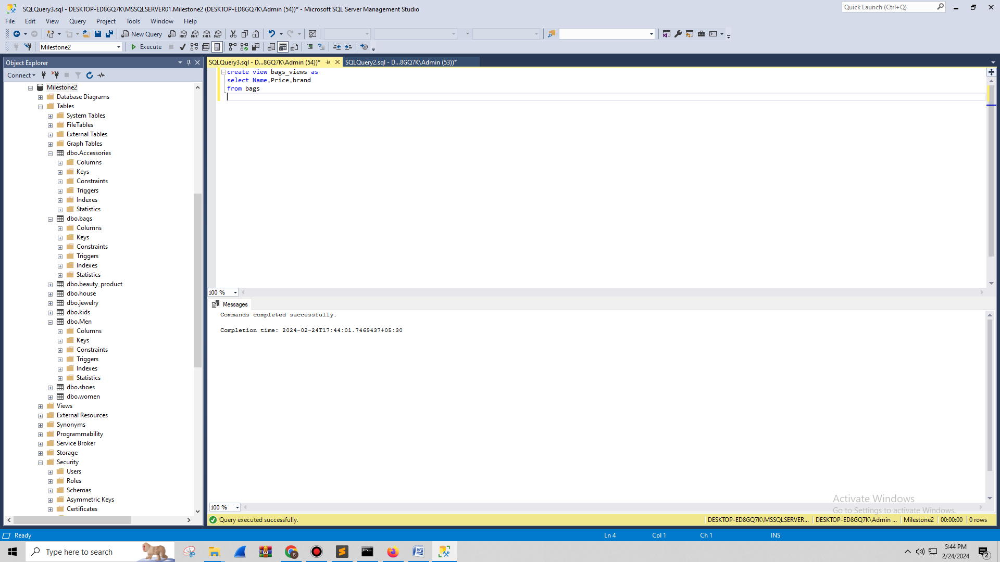 SQLQuery3.sql - DESKTOP-ED8GQ7K\MSSQLSERVER01.Milestone2 (DESKTOP-ED8GQ7K\Admin (54))* - Microsoft SQL Server Management Studio
Quick Launch (Ctrl+Q)
File Edit View Query Project Tools Window Help
New Query
MDX DMX XMLA DAX
Milestone2
Execute
Object Explorer
SQLQuery3.sql - D...8GQ7K\Admin (54))*
SQLQuery2.sql - D...8GQ7K\Admin (53))*
Connect
Milestone2
Database Diagrams
Tables
System Tables
FileTables
External Tables
Graph Tables
dbo.Accessories
Columns
Keys
Constraints
Triggers
Indexes
Statistics
dbo.bags
Columns
Keys
Constraints
Triggers
Indexes
Statistics
dbo.beauty_product
dbo.house
dbo.jewelry
dbo.kids
dbo.Men
Columns
Keys
Constraints
Triggers
Indexes
Statistics
dbo.shoes
dbo.women
Views
External Resources
Synonyms
Programmability
Service Broker
Storage
Security
Users
Roles
Schemas
Asymmetric Keys
Certificates
create view bags_views as
select Name,Price,brand
from bags
100 %
Messages
Commands completed successfully.
Completion time: 2024-02-24T17:44:01.7469437+05:30
Activate Windows
Go to Settings to activate Windows.
100 %
Query executed successfully.
DESKTOP-ED8GQ7K\MSSQLSERVER... DESKTOP-ED8GQ7K\Admin ... Milestone2 00:00:00 0 rows
Ready
Ln 4 Col 1 Ch 1 INS
Type here to search
S
5:44 PM
2/24/2024
2